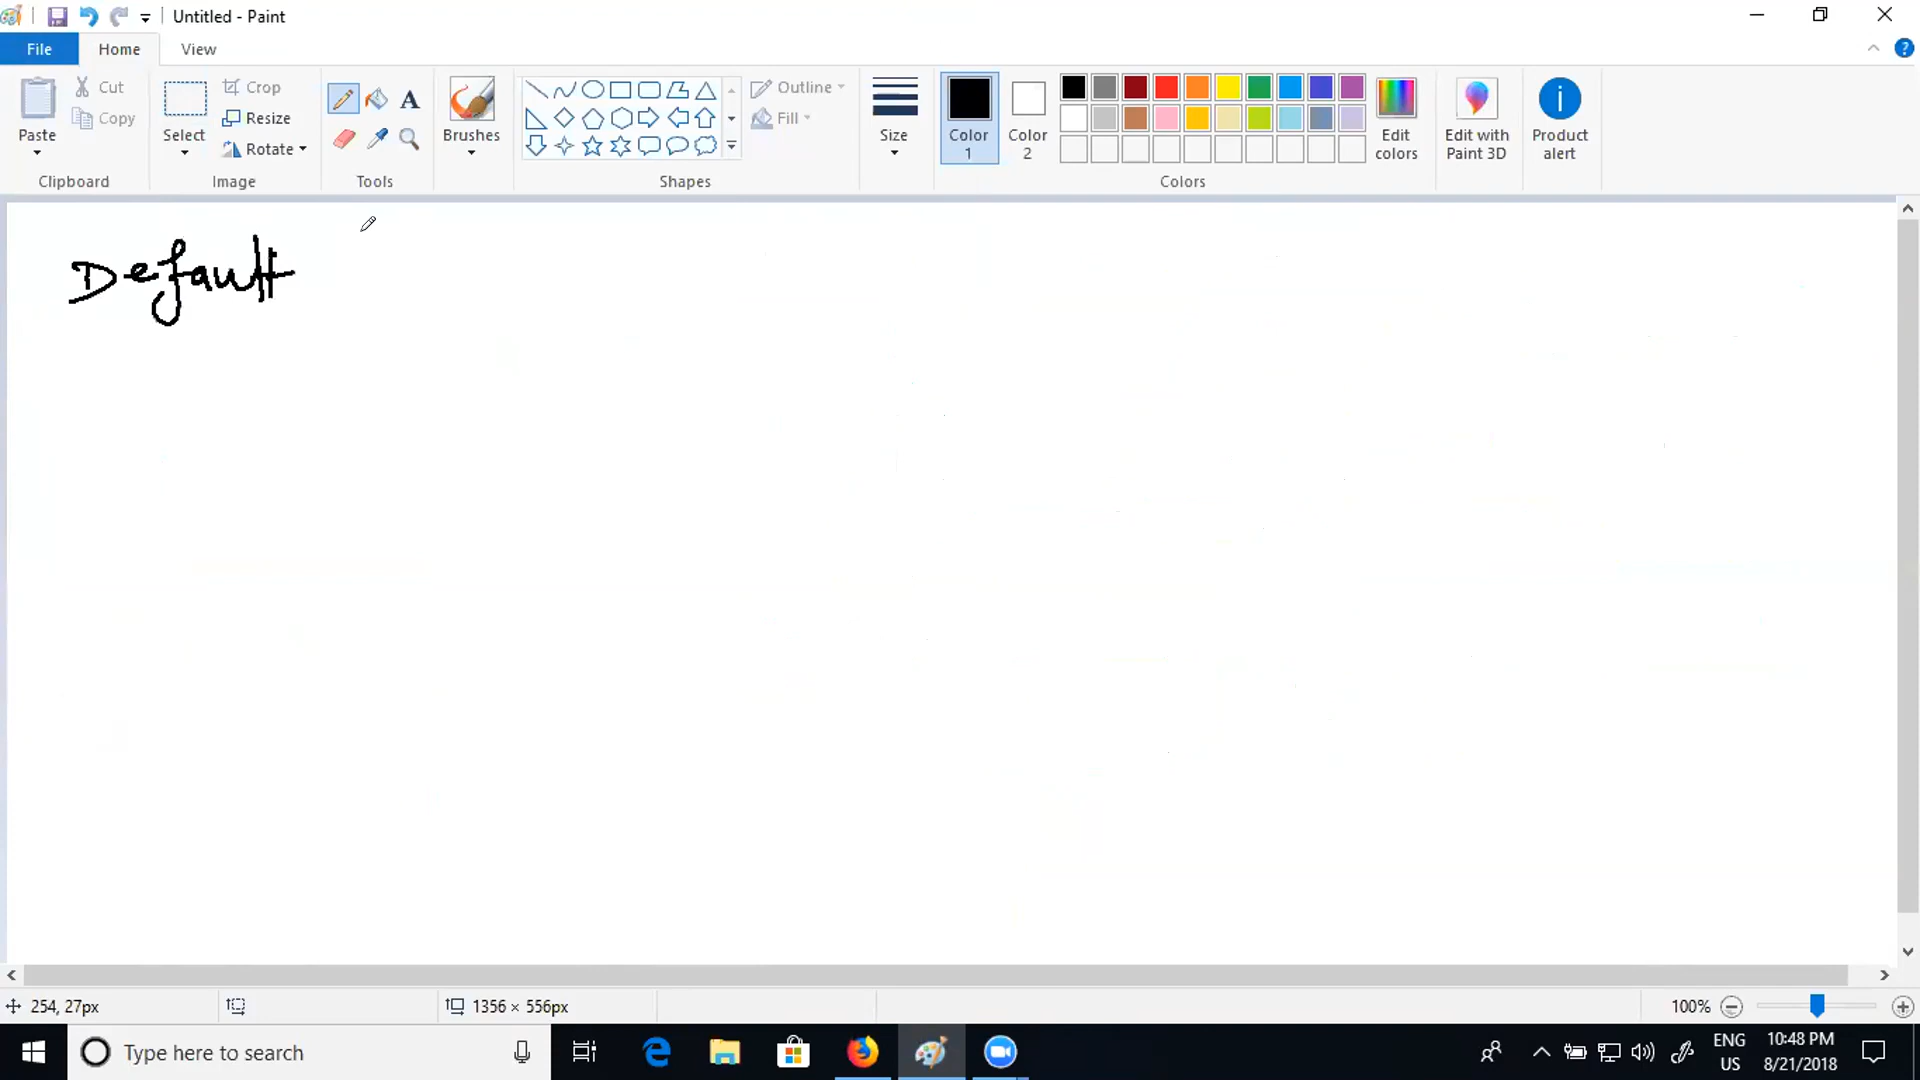 Untitled - Paint
File Home View
Paste
Cut
Copy
Clipboard
Select
Crop
Resize
Rotate
Image
Tools
Brushes
Shapes
Outline
Fill
Size
Color 1
Color 2
Colors
Edit colors
Edit with Paint 3D
Product alert
Default
254, 27px
1356 × 556px
100%
Type here to search
ENG US
10:48 PM
8/21/2018